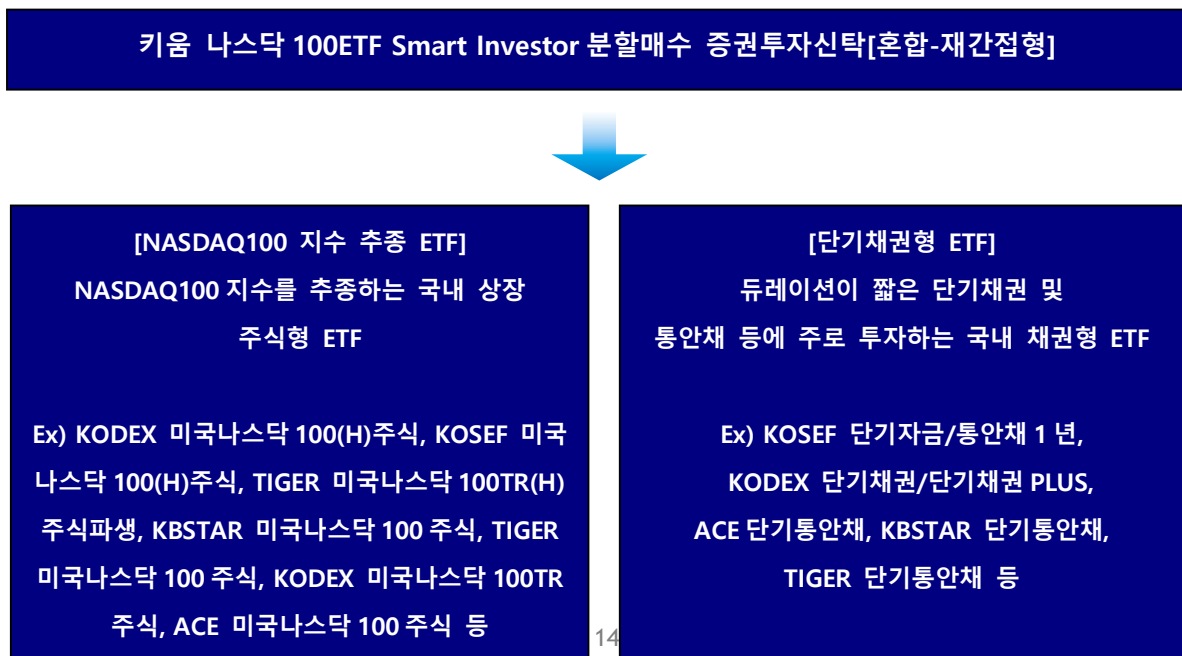 키움 나스닥 100ETF Smart Investor 분할매수 증권투자신탁[혼합-재간접형]
[NASDAQ100 지수 추종 ETF]
NASDAQ100 지수를 추종하는 국내 상장
주식형 ETF
Ex) KODEX 미국나스닥 100(H)주식, KOSEF 미국
나스닥 100(H)주식, TIGER 미국나스닥 100TR(H)
주식파생, KBSTAR 미국나스닥 100 주식, TIGER
미국나스닥 100 주식, KODEX 미국나스닥 100TR
주식, ACE 미국나스닥 100 주식 등
[단기채권형 ETF]
듀레이션이 짧은 단기채권 및
통안채 등에 주로 투자하는 국내 채권형 ETF
Ex) KOSEF 단기자금/통안채 1 년,
KODEX 단기채권/단기채권 PLUS,
ACE 단기통안채, KBSTAR 단기통안채,
TIGER 단기통안채 등
14